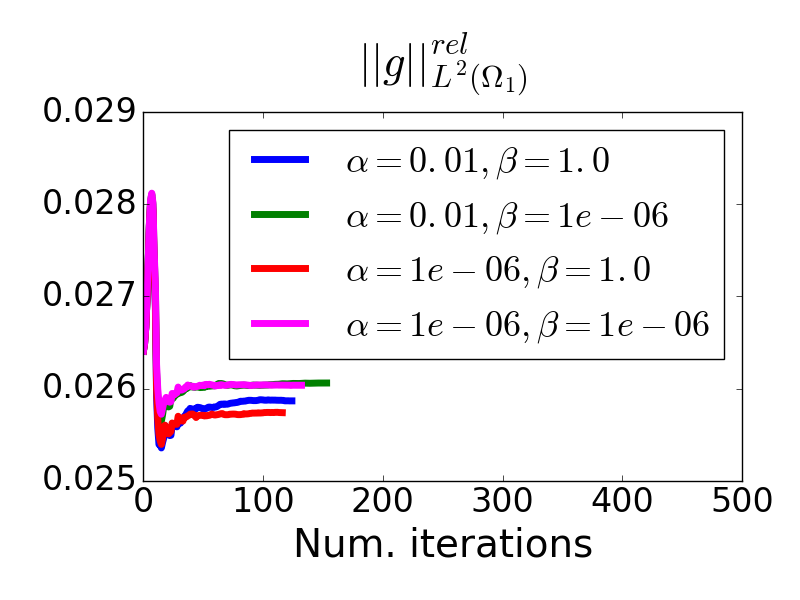 ||g||^{rel}_{L^2(Ω_1)}
0.029
0.028
0.027
0.026
0.025
α = 0.01, β = 1.0
α = 0.01, β = 1e − 06
α = 1e − 06, β = 1.0
α = 1e − 06, β = 1e − 06
0 100 200 300 400 500
Num. iterations